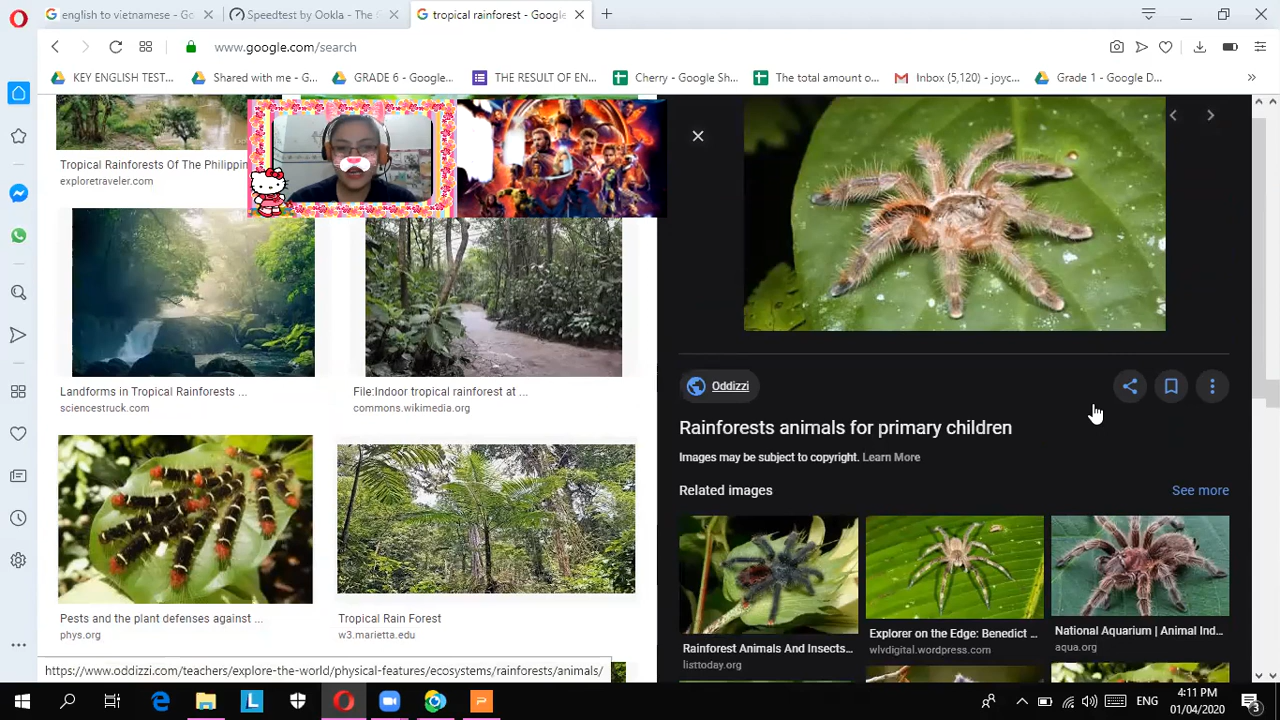 english to vietnamese - Go
Speedtest by Ookla - The S
tropical rainforest - Google
www.google.com/search
KEY ENGLISH TEST...
Shared with me - G...
GRADE 6 - Google...
THE RESULT OF EN...
Cherry - Google Sh...
The total amount o...
Inbox (5,120) - joyc...
Grade 1 - Google D...
Tropical Rainforests Of The Philippin
exploretraveler.com
Landforms in Tropical Rainforests ...
sciencestruck.com
File:Indoor tropical rainforest at ...
commons.wikimedia.org
Pests and the plant defenses against ...
phys.org
Tropical Rain Forest
w3.marietta.edu
https://www.oddizzi.com/teachers/explore-the-world/physical-features/ecosystems/rainforests/animals/
Oddizzi
Rainforests animals for primary children
Images may be subject to copyright. Learn More
Related images
See more
Rainforest Animals And Insects...
listtoday.org
Explorer on the Edge: Benedict ...
wlvdigital.wordpress.com
National Aquarium | Animal Ind...
aqua.org
ENG
4:11 PM
01/04/2020
3